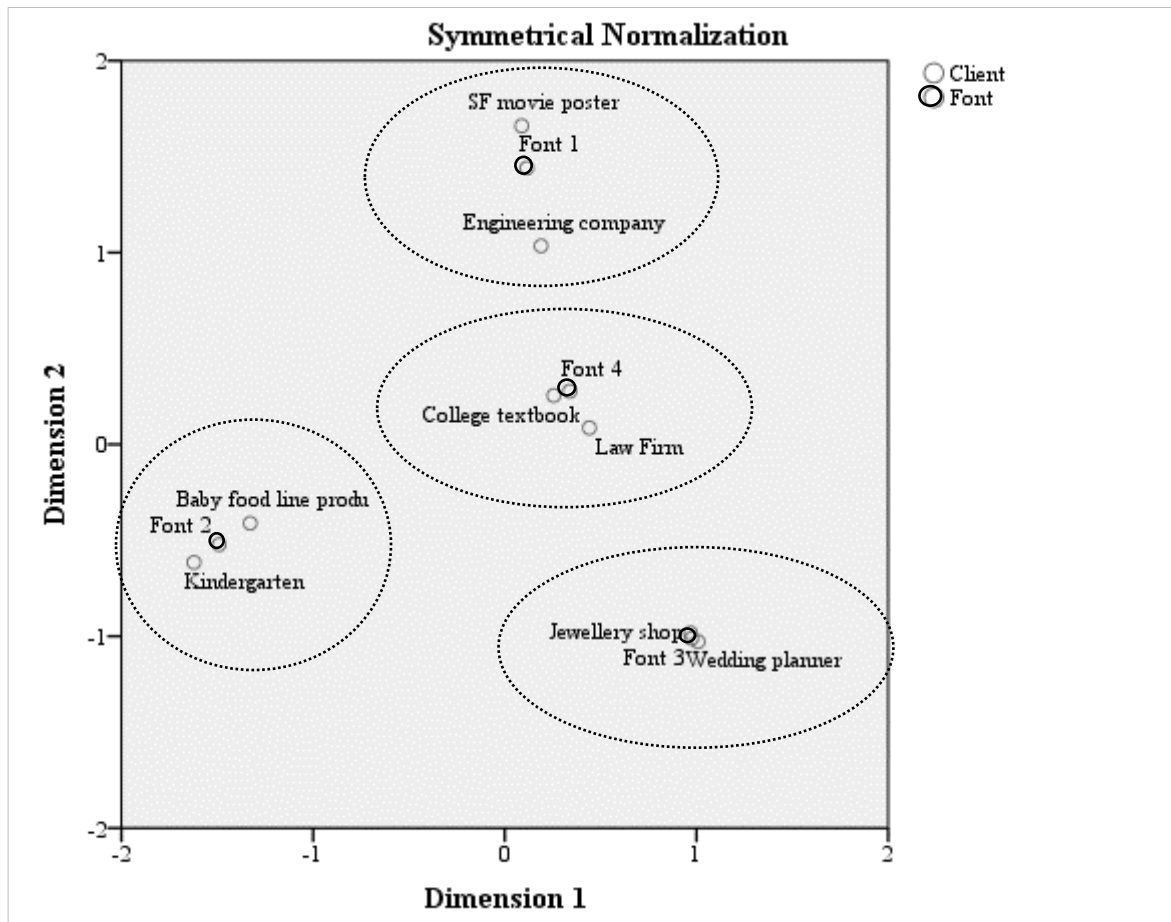 Symmetrical Normalization
Client
Font
2
SF movie poster
Font 1
Engineering company
1
Font 4
College textbook
Law Firm
Dimension 2
0
Baby food line produ
Font 2
Kindergarten
-1
Jewellery shop
Font 3
Wedding planner
-2
-2
-1
0
1
2
Dimension 1